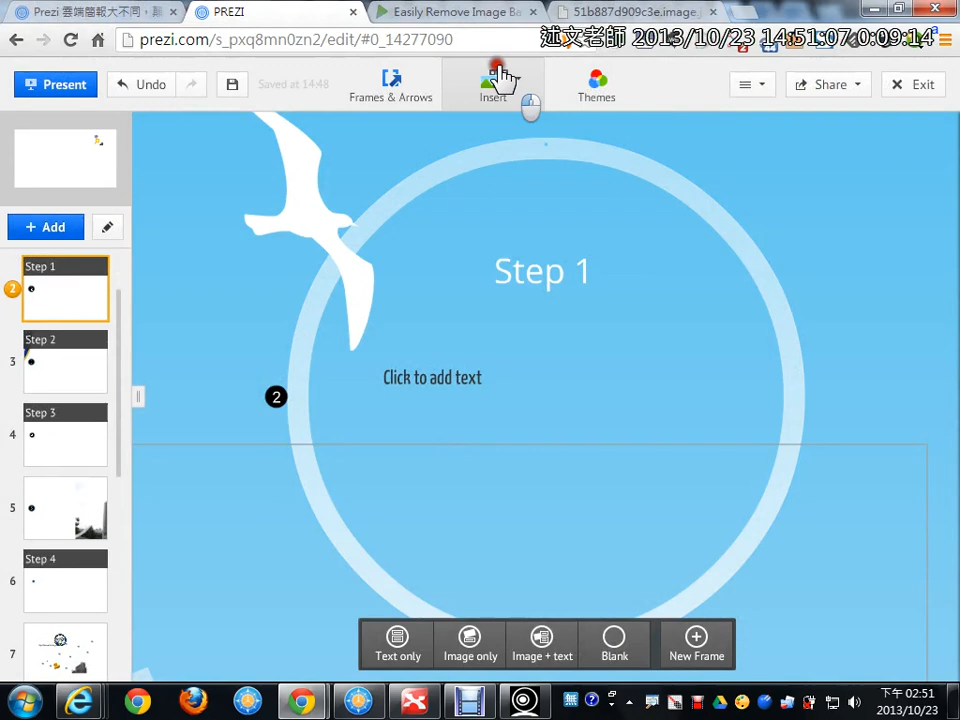 Prezi 雲端簡報大不同，
PREZI
Easily Remove Image Ba
51b887d909c3e.image.j
prezi.com/s_pxq8mn0zn2/edit/#0_14277090
述文老師 2013/10/23 14:51:07 0:09:14
Present
Undo
Saved at 14:48
Frames & Arrows
Insert
Themes
Share
Exit
+ Add
Step 1
2
Step 2
3
Step 3
4
5
Step 4
6
7
Step 1
Click to add text
2
Text only
Image only
Image + text
Blank
New Frame
下午 02:51
2013/10/23